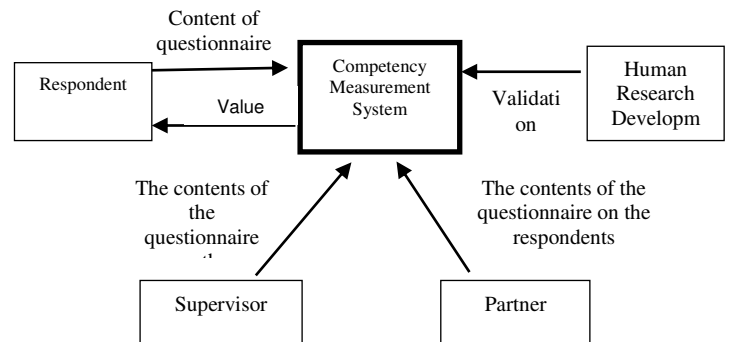 Content of
questionnaire
Respondent
Value
Competency
Measurement
System
Validati
on
Human
Research
Developm
The contents of
the
questionnaire
The contents of the
questionnaire on the
respondents
Supervisor
Partner